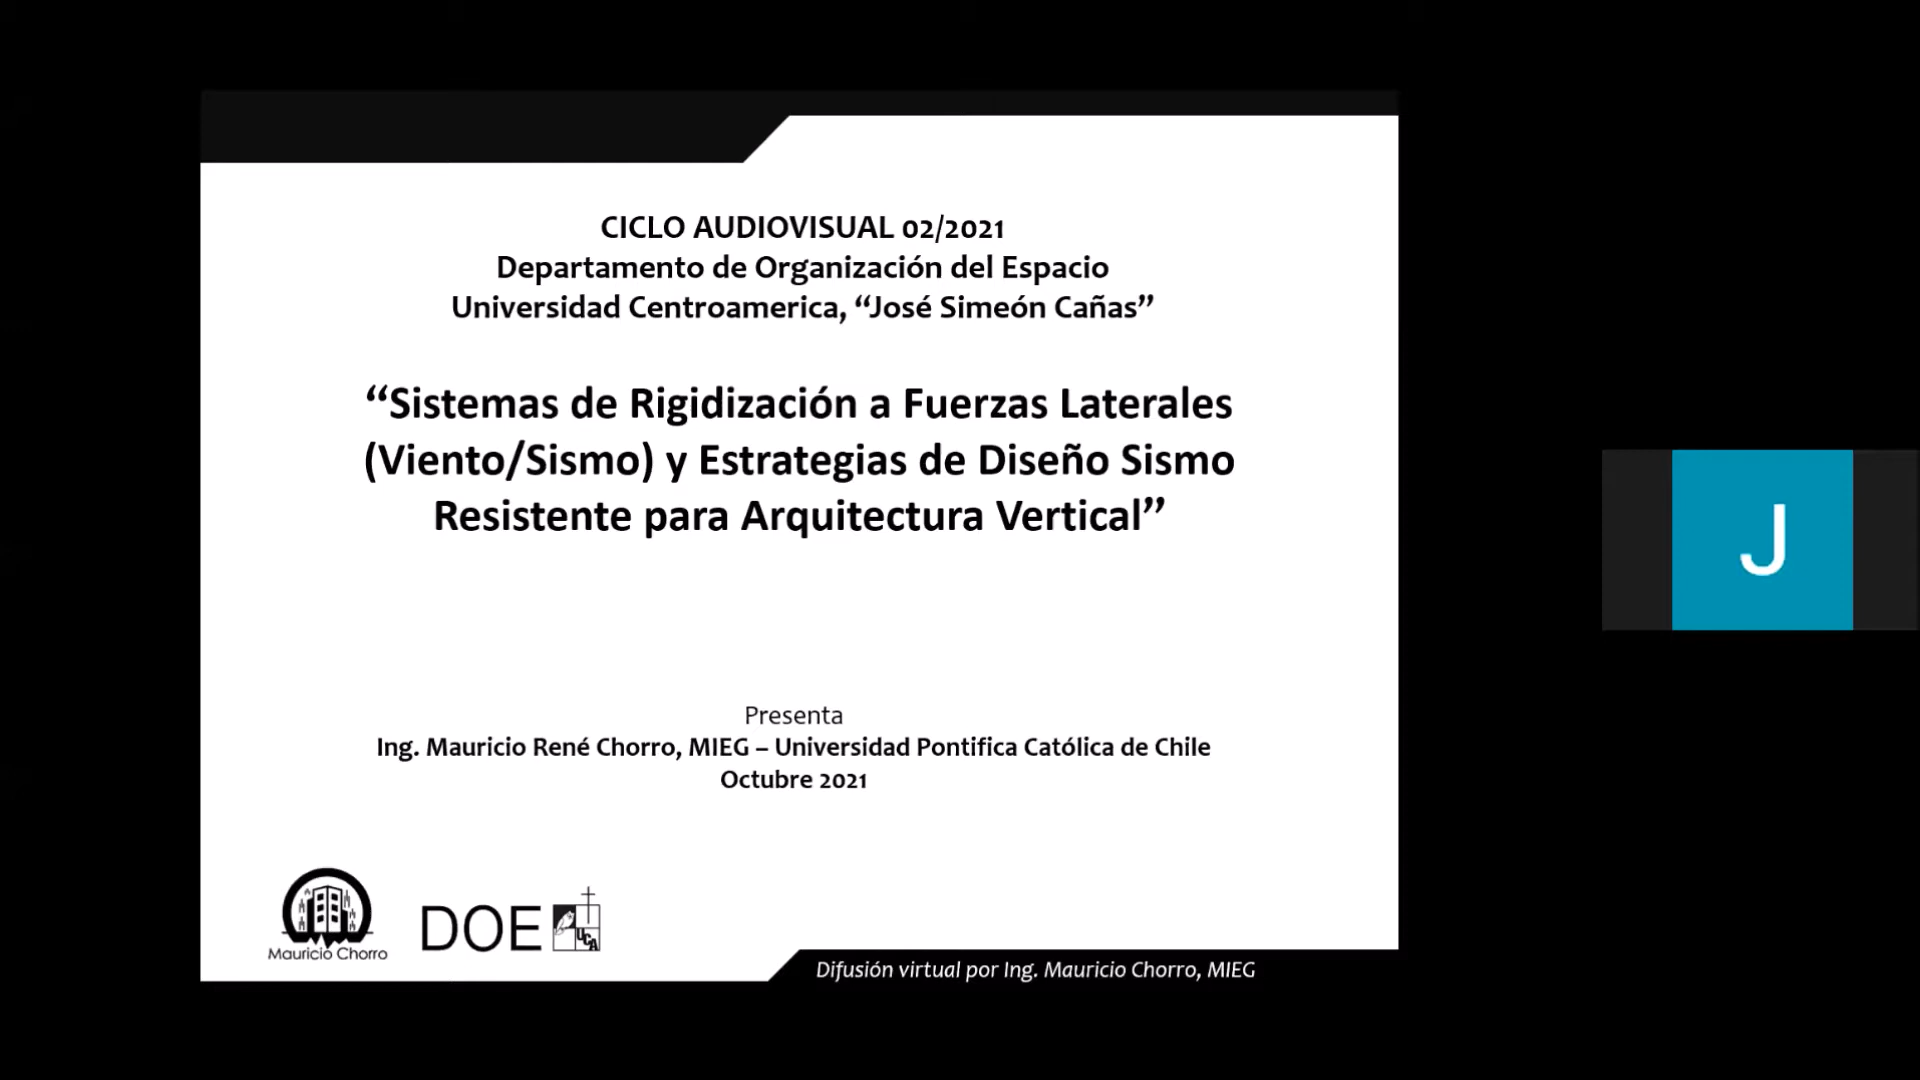 CICLO AUDIOVISUAL 02/2021
Departamento de Organización del Espacio
Universidad Centroamerica, “José Simeón Cañas”
“Sistemas de Rigidización a Fuerzas Laterales
(Viento/Sismo) y Estrategias de Diseño Sismo
Resistente para Arquitectura Vertical”
J
Presenta
Ing. Mauricio René Chorro, MIEG – Universidad Pontifica Católica de Chile
Octubre 2021
Mauricio Chorro
DOE
UCA
Difusión virtual por Ing. Mauricio Chorro, MIEG